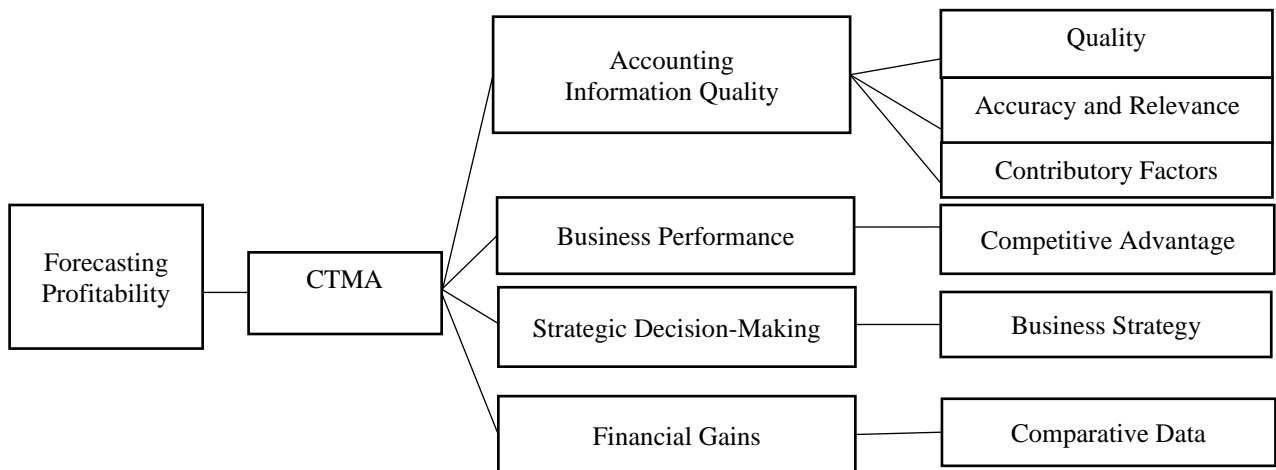 Forecasting
Profitability
CTMA
Accounting
Information Quality
Business Performance
Strategic Decision-Making
Financial Gains
Quality
Accuracy and Relevance
Contributory Factors
Competitive Advantage
Business Strategy
Comparative Data